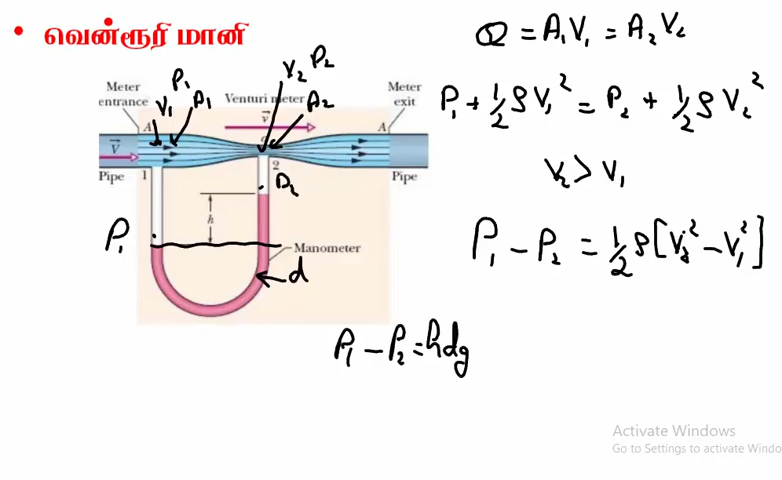 • வென்ரூரி மானி
Q = A₁V₁ = A₂V₂
P₁ + ½ρV₁² = P₂ + ½ρV₂²
V₂ > V₁
P₁ − P₂ = ½ρ[V₂² − V₁²]
P₁ − P₂ = hdg
Meter entrance
P₁
V₁
A₁
Venturi meter
V₂ P₂
A₂
Meter exit
A
v
A
V
Pipe 1
2
Pipe
P₂
h
P₁
Manometer
d
Activate Windows
Go to Settings to activate Windo